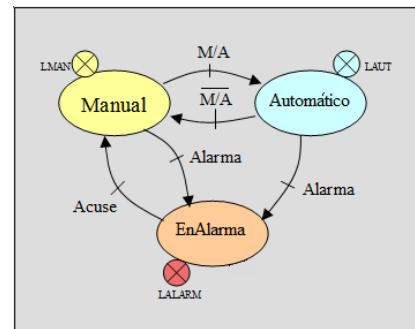 LMAN
M/A
LAUT
Manual
M/A
Automático
Alarma
Alarma
Acuse
EnAlarma
LALARM